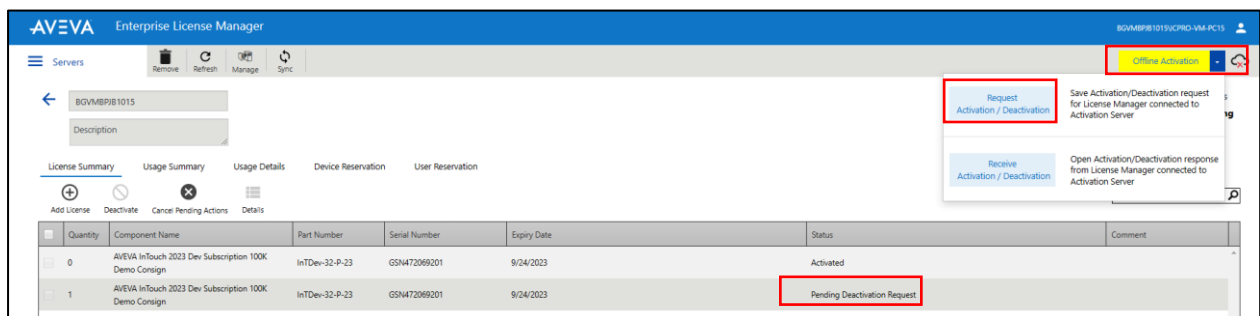 AVEVA Enterprise License Manager
BGVMBPJB1015\JCPRO-VM-PC15
Servers
Remove Refresh Manage Sync
Offline Activation
BGVMBPJB1015
Description
Request
Activation / Deactivation
Save Activation/Deactivation request
for License Manager connected to
Activation Server
Receive
Activation / Deactivation
Open Activation/Deactivation response
from License Manager connected to
Activation Server
License Summary Usage Summary Usage Details Device Reservation User Reservation
Add License Deactivate Cancel Pending Actions Details
Quantity Component Name Part Number Serial Number Expiry Date Status Comment
0 AVEVA InTouch 2023 Dev Subscription 100K
Demo Consign InTDev-32-P-23 GSN472069201 9/24/2023 Activated
1 AVEVA InTouch 2023 Dev Subscription 100K
Demo Consign InTDev-32-P-23 GSN472069201 9/24/2023 Pending Deactivation Request